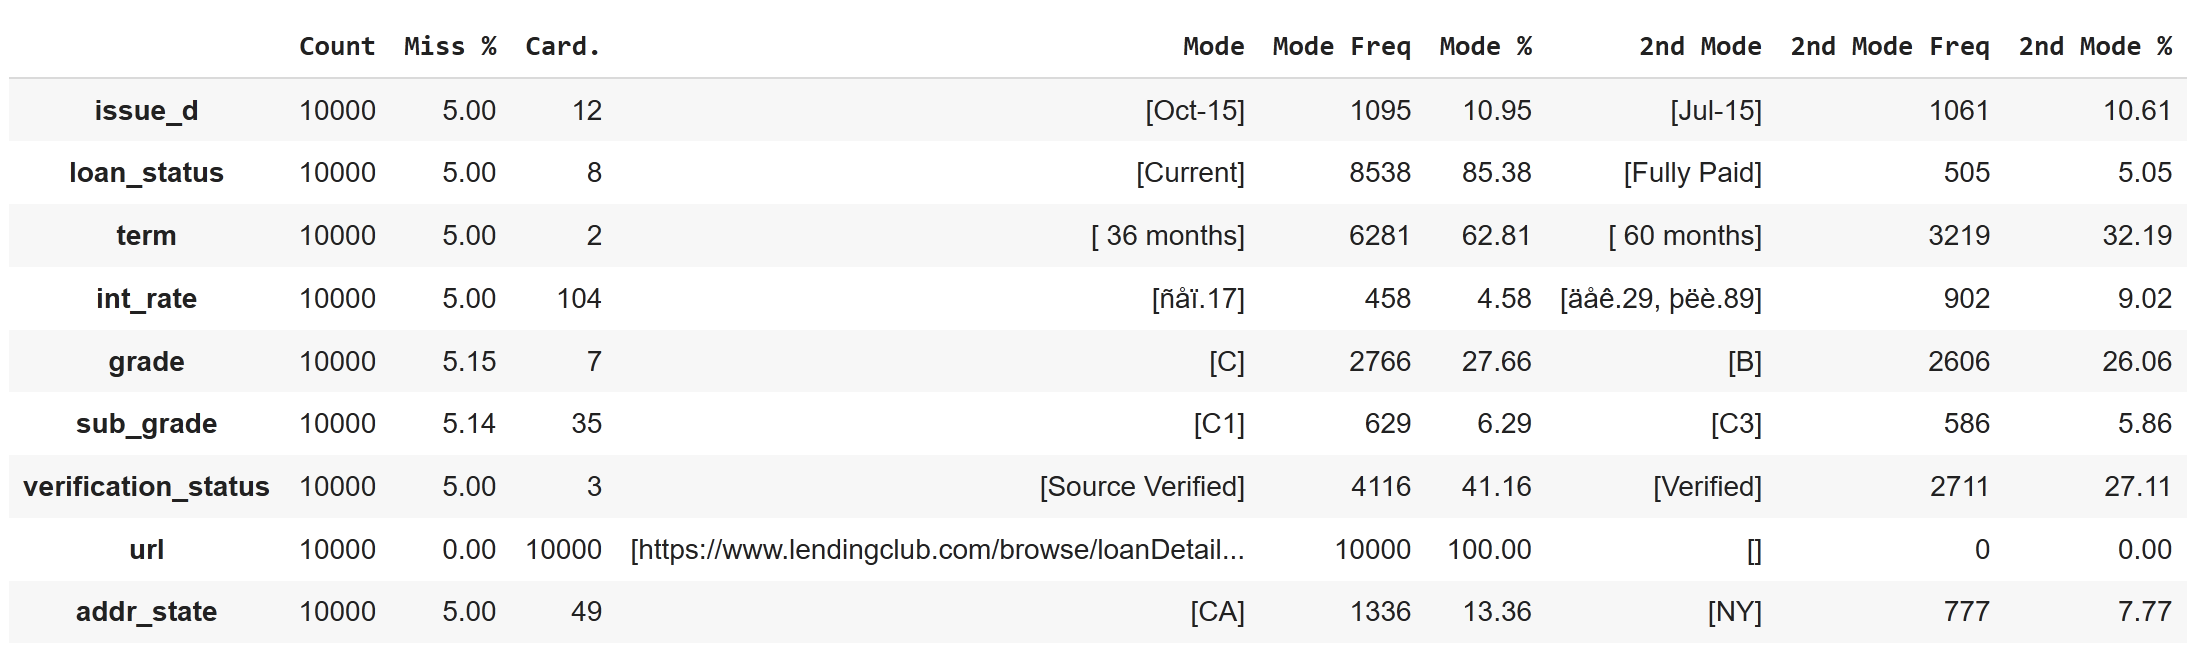 Count Miss % Card. Mode Mode Freq Mode % 2nd Mode 2nd Mode Freq 2nd Mode %
issue_d 10000 5.00 12 [Oct-15] 1095 10.95 [Jul-15] 1061 10.61
loan_status 10000 5.00 8 [Current] 8538 85.38 [Fully Paid] 505 5.05
term 10000 5.00 2 [ 36 months] 6281 62.81 [ 60 months] 3219 32.19
int_rate 10000 5.00 104 [ñåï.17] 458 4.58 [äåê.29, þëè.89] 902 9.02
grade 10000 5.15 7 [C] 2766 27.66 [B] 2606 26.06
sub_grade 10000 5.14 35 [C1] 629 6.29 [C3] 586 5.86
verification_status 10000 5.00 3 [Source Verified] 4116 41.16 [Verified] 2711 27.11
url 10000 0.00 10000 [https://www.lendingclub.com/browse/loanDetail... 10000 100.00 [] 0 0.00
addr_state 10000 5.00 49 [CA] 1336 13.36 [NY] 777 7.77